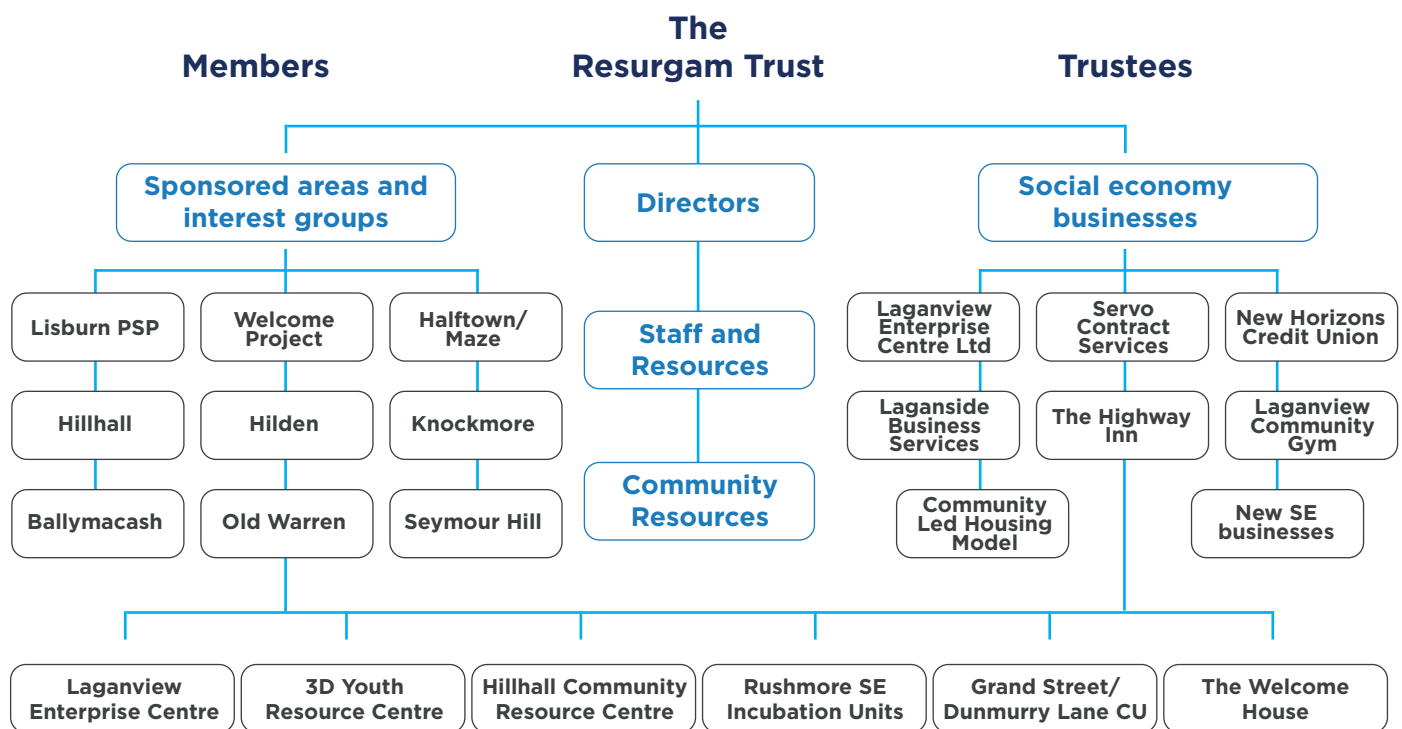 Members
The
Resurgam Trust
Trustees
Sponsored areas and
interest groups
Directors
Social economy
businesses
Lisburn PSP
Welcome
Project
Halftown/
Maze
Staff and
Resources
Laganview
Enterprise
Centre Ltd
Servo
Contract
Services
New Horizons
Credit Union
Hillhall
Hilden
Knockmore
Laganside
Business
Services
The Highway
Inn
Laganview
Community
Gym
Ballymacash
Old Warren
Seymour Hill
Community
Resources
Community
Led Housing
Model
New SE
businesses
Laganview
Enterprise Centre
3D Youth
Resource Centre
Hillhall Community
Resource Centre
Rushmore SE
Incubation Units
Grand Street/
Dunmurry Lane CU
The Welcome
House